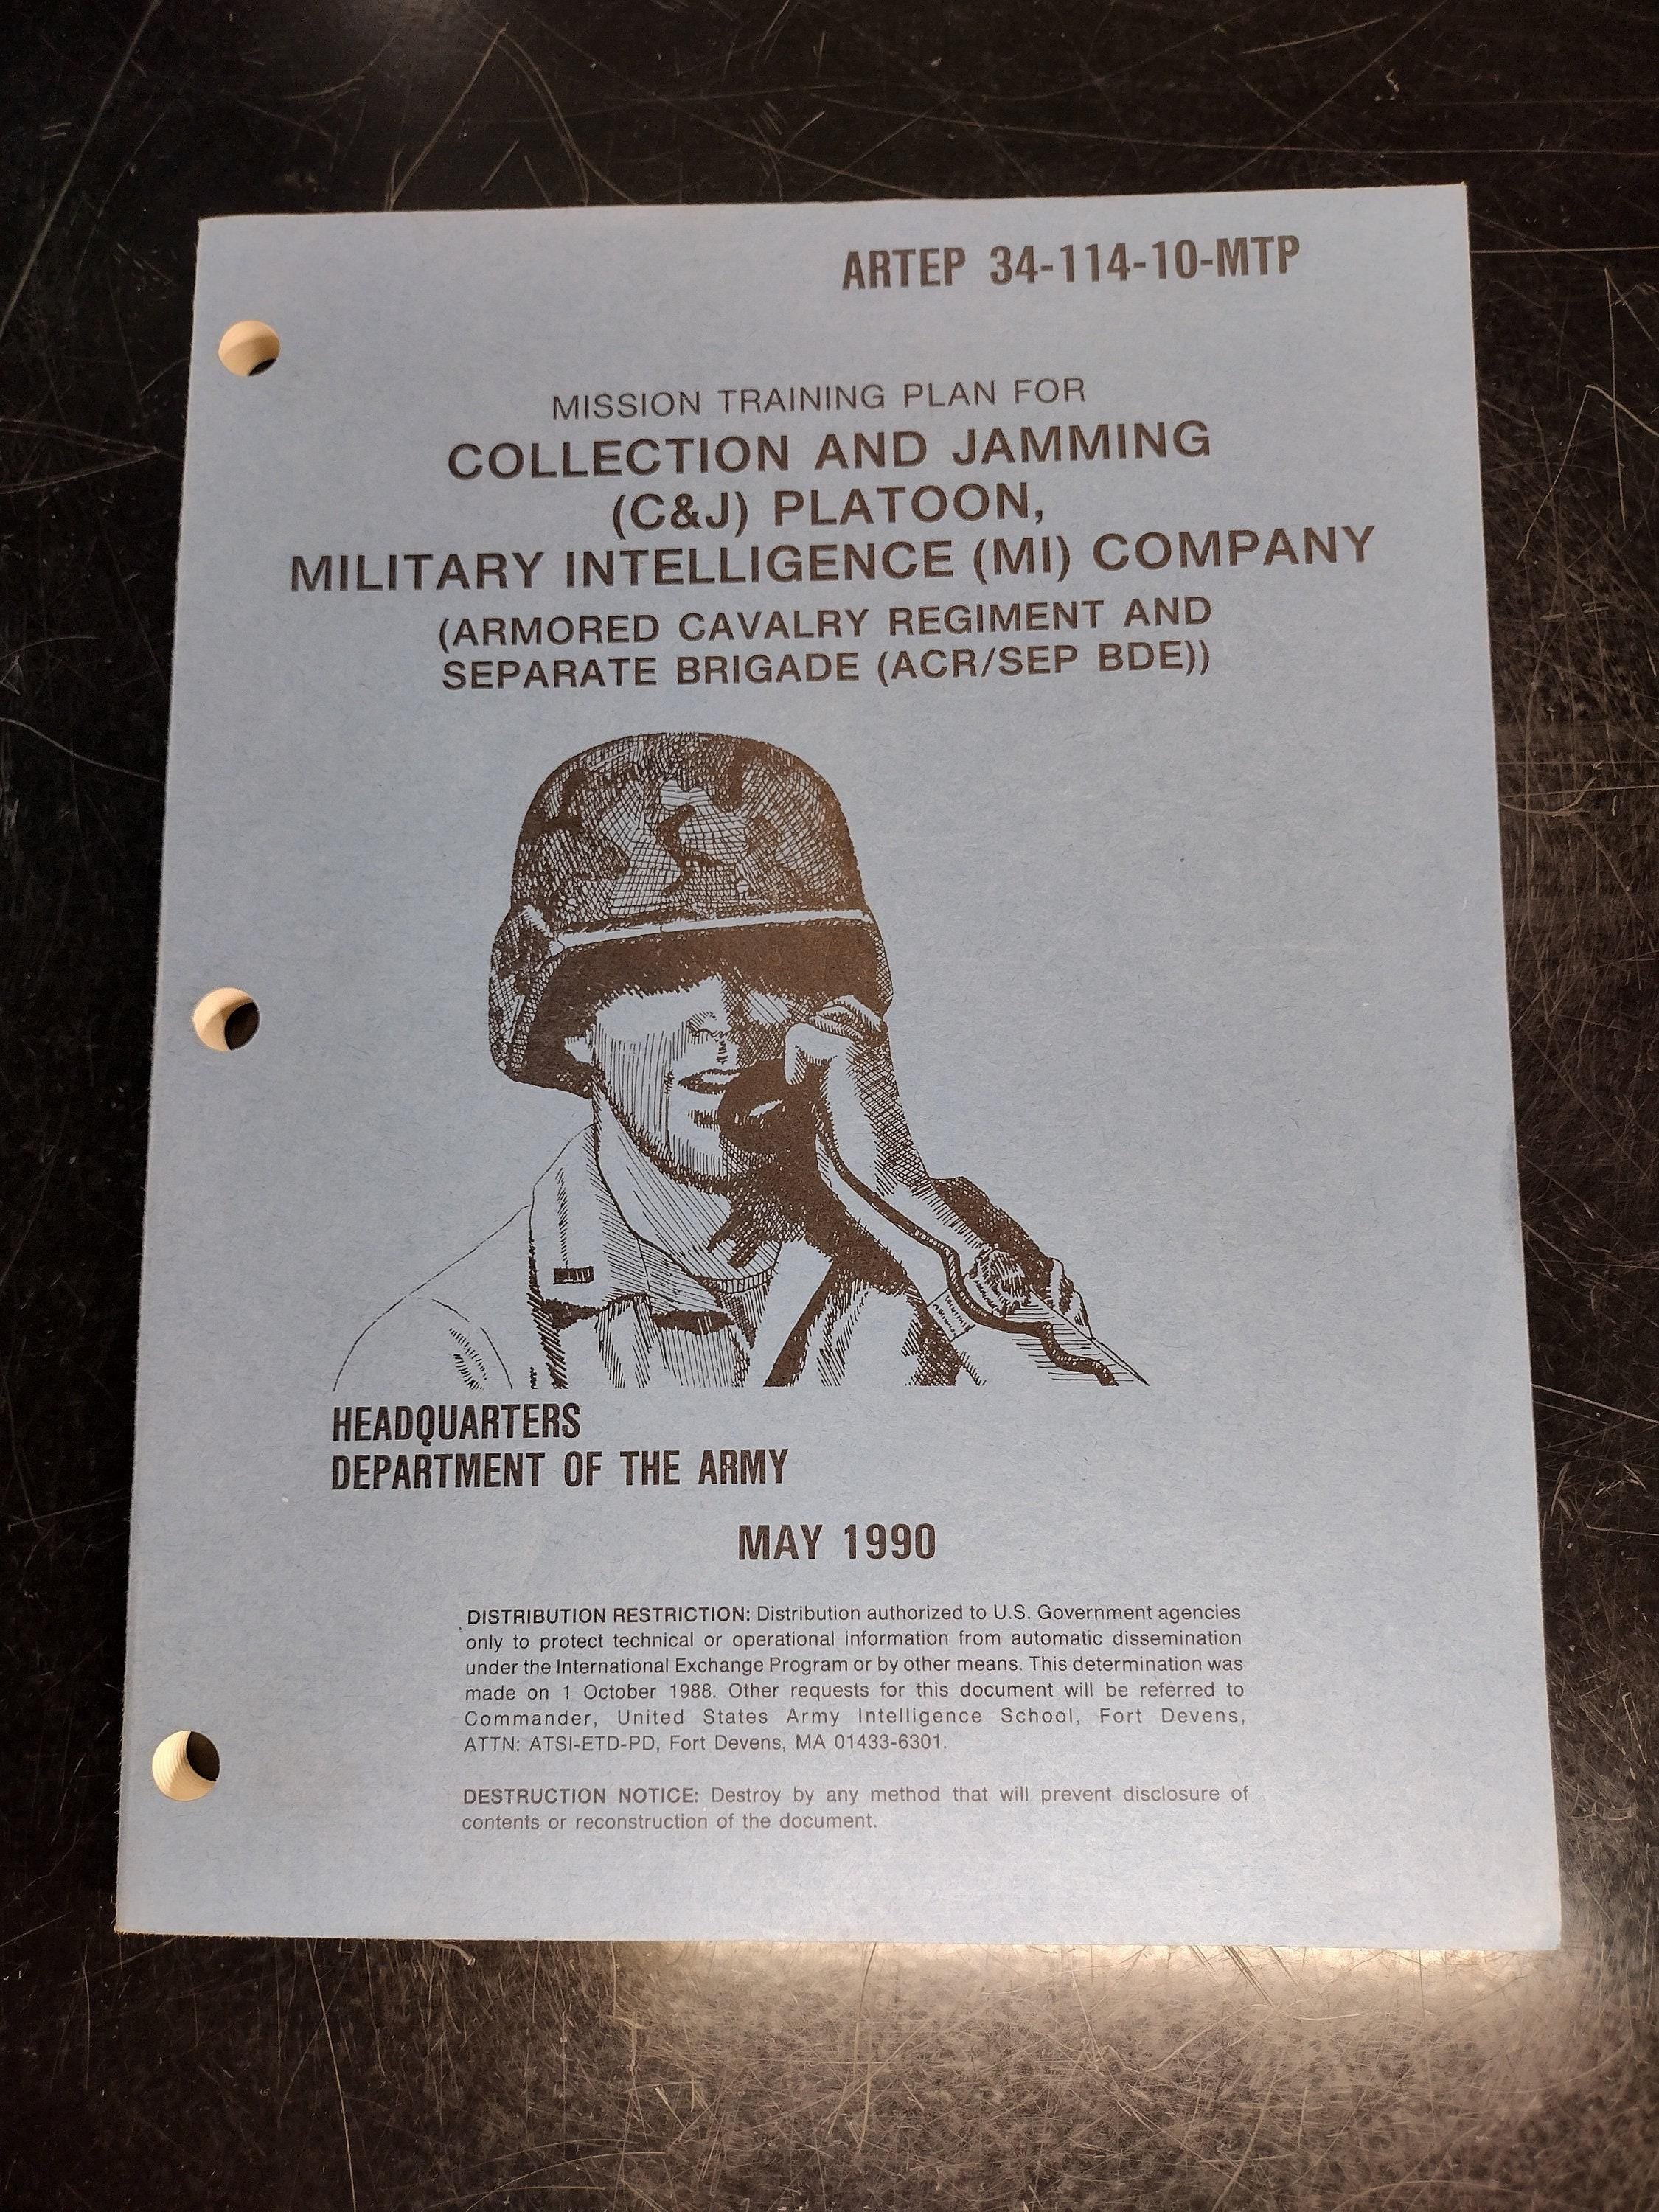 ARTEP 34-114-10-MTP
MISSION TRAINING PLAN FOR
COLLECTION AND JAMMING
(C&J) PLATOON,
MILITARY INTELLIGENCE (MI) COMPANY
(ARMORED CAVALRY REGIMENT AND
SEPARATE BRIGADE (ACR/SEP BDE))
HEADQUARTERS
DEPARTMENT OF THE ARMY
MAY 1990
DISTRIBUTION RESTRICTION: Distribution authorized to U.S. Government agencies
only to protect technical or operational information from automatic dissemination
under the International Exchange Program or by other means. This determination was
made on 1 October 1988. Other requests for this document will be referred to
Commander, United States Army Intelligence School, Fort Devens,
ATTN: ATSI-ETD-PD, Fort Devens, MA 01433-6301.
DESTRUCTION NOTICE: Destroy by any method that will prevent disclosure of
contents or reconstruction of the document.